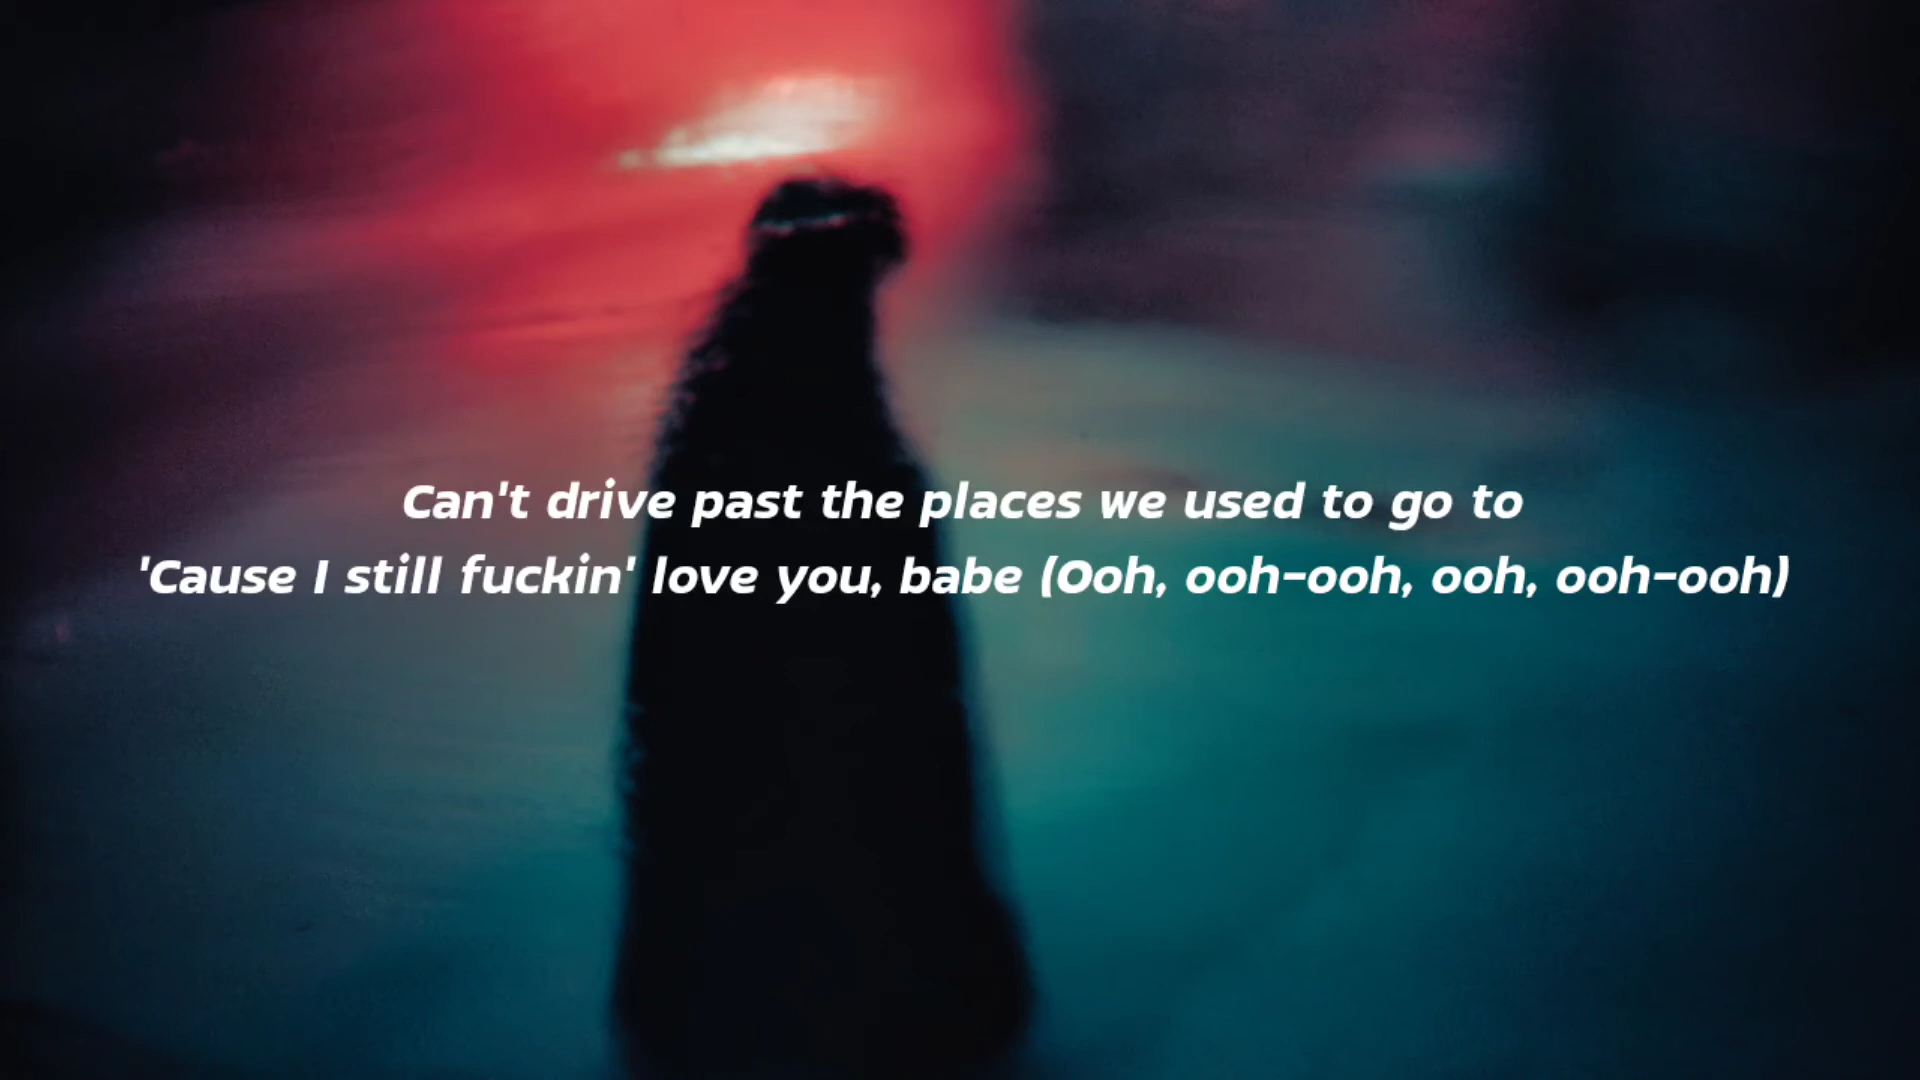 Can't drive past the places we used to go to
'Cause I still fuckin' love you, babe (Ooh, ooh-ooh, ooh, ooh-ooh)